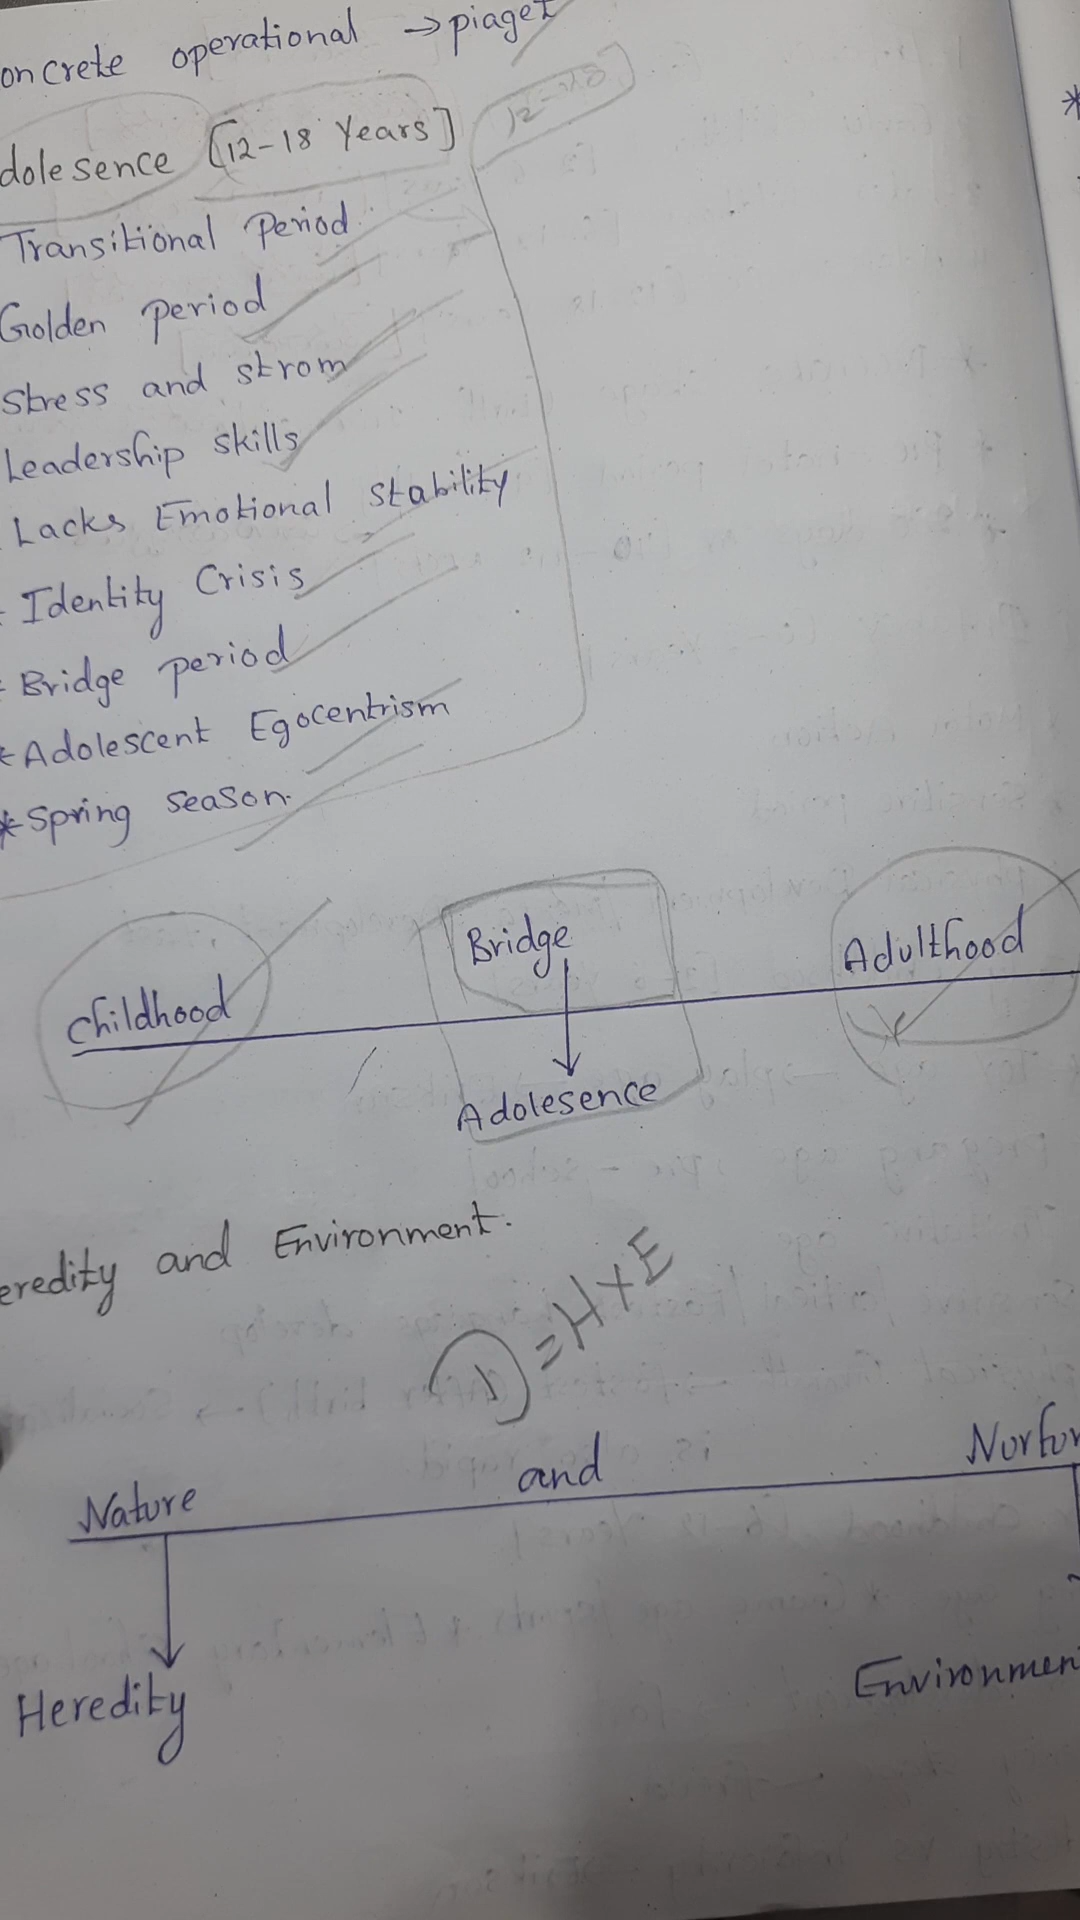 oncrete operational → piaget
dolesence [12-18 Years]
Transitional Period
Golden period
Stress and strom
Leadership skills
Lacks Emotional stability
Identity Crisis
Bridge period
* Adolescent Egocentrism
* Spring season.
Childhood Bridge Adulthood
Adolesence
eredity and Environment.
= H x E
Nature and Nurtur
Heredity Environmen